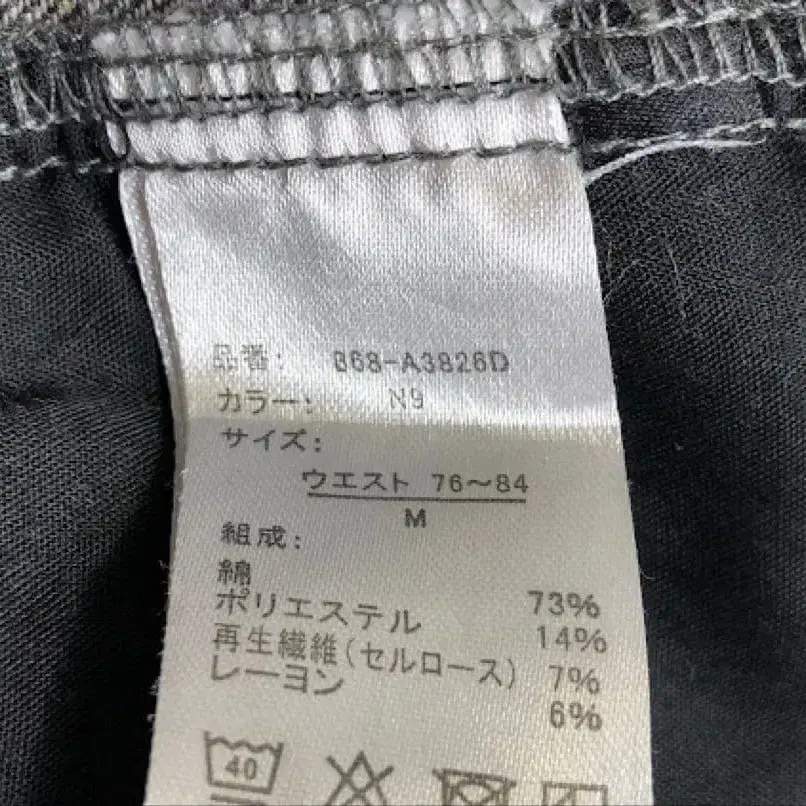 品番: B68-A3826D
カラー: N9
サイズ:
ウエスト 76～84
M
組成:
綿 73%
ポリエステル 14%
再生繊維(セルロース) 7%
レーヨン 6%
40